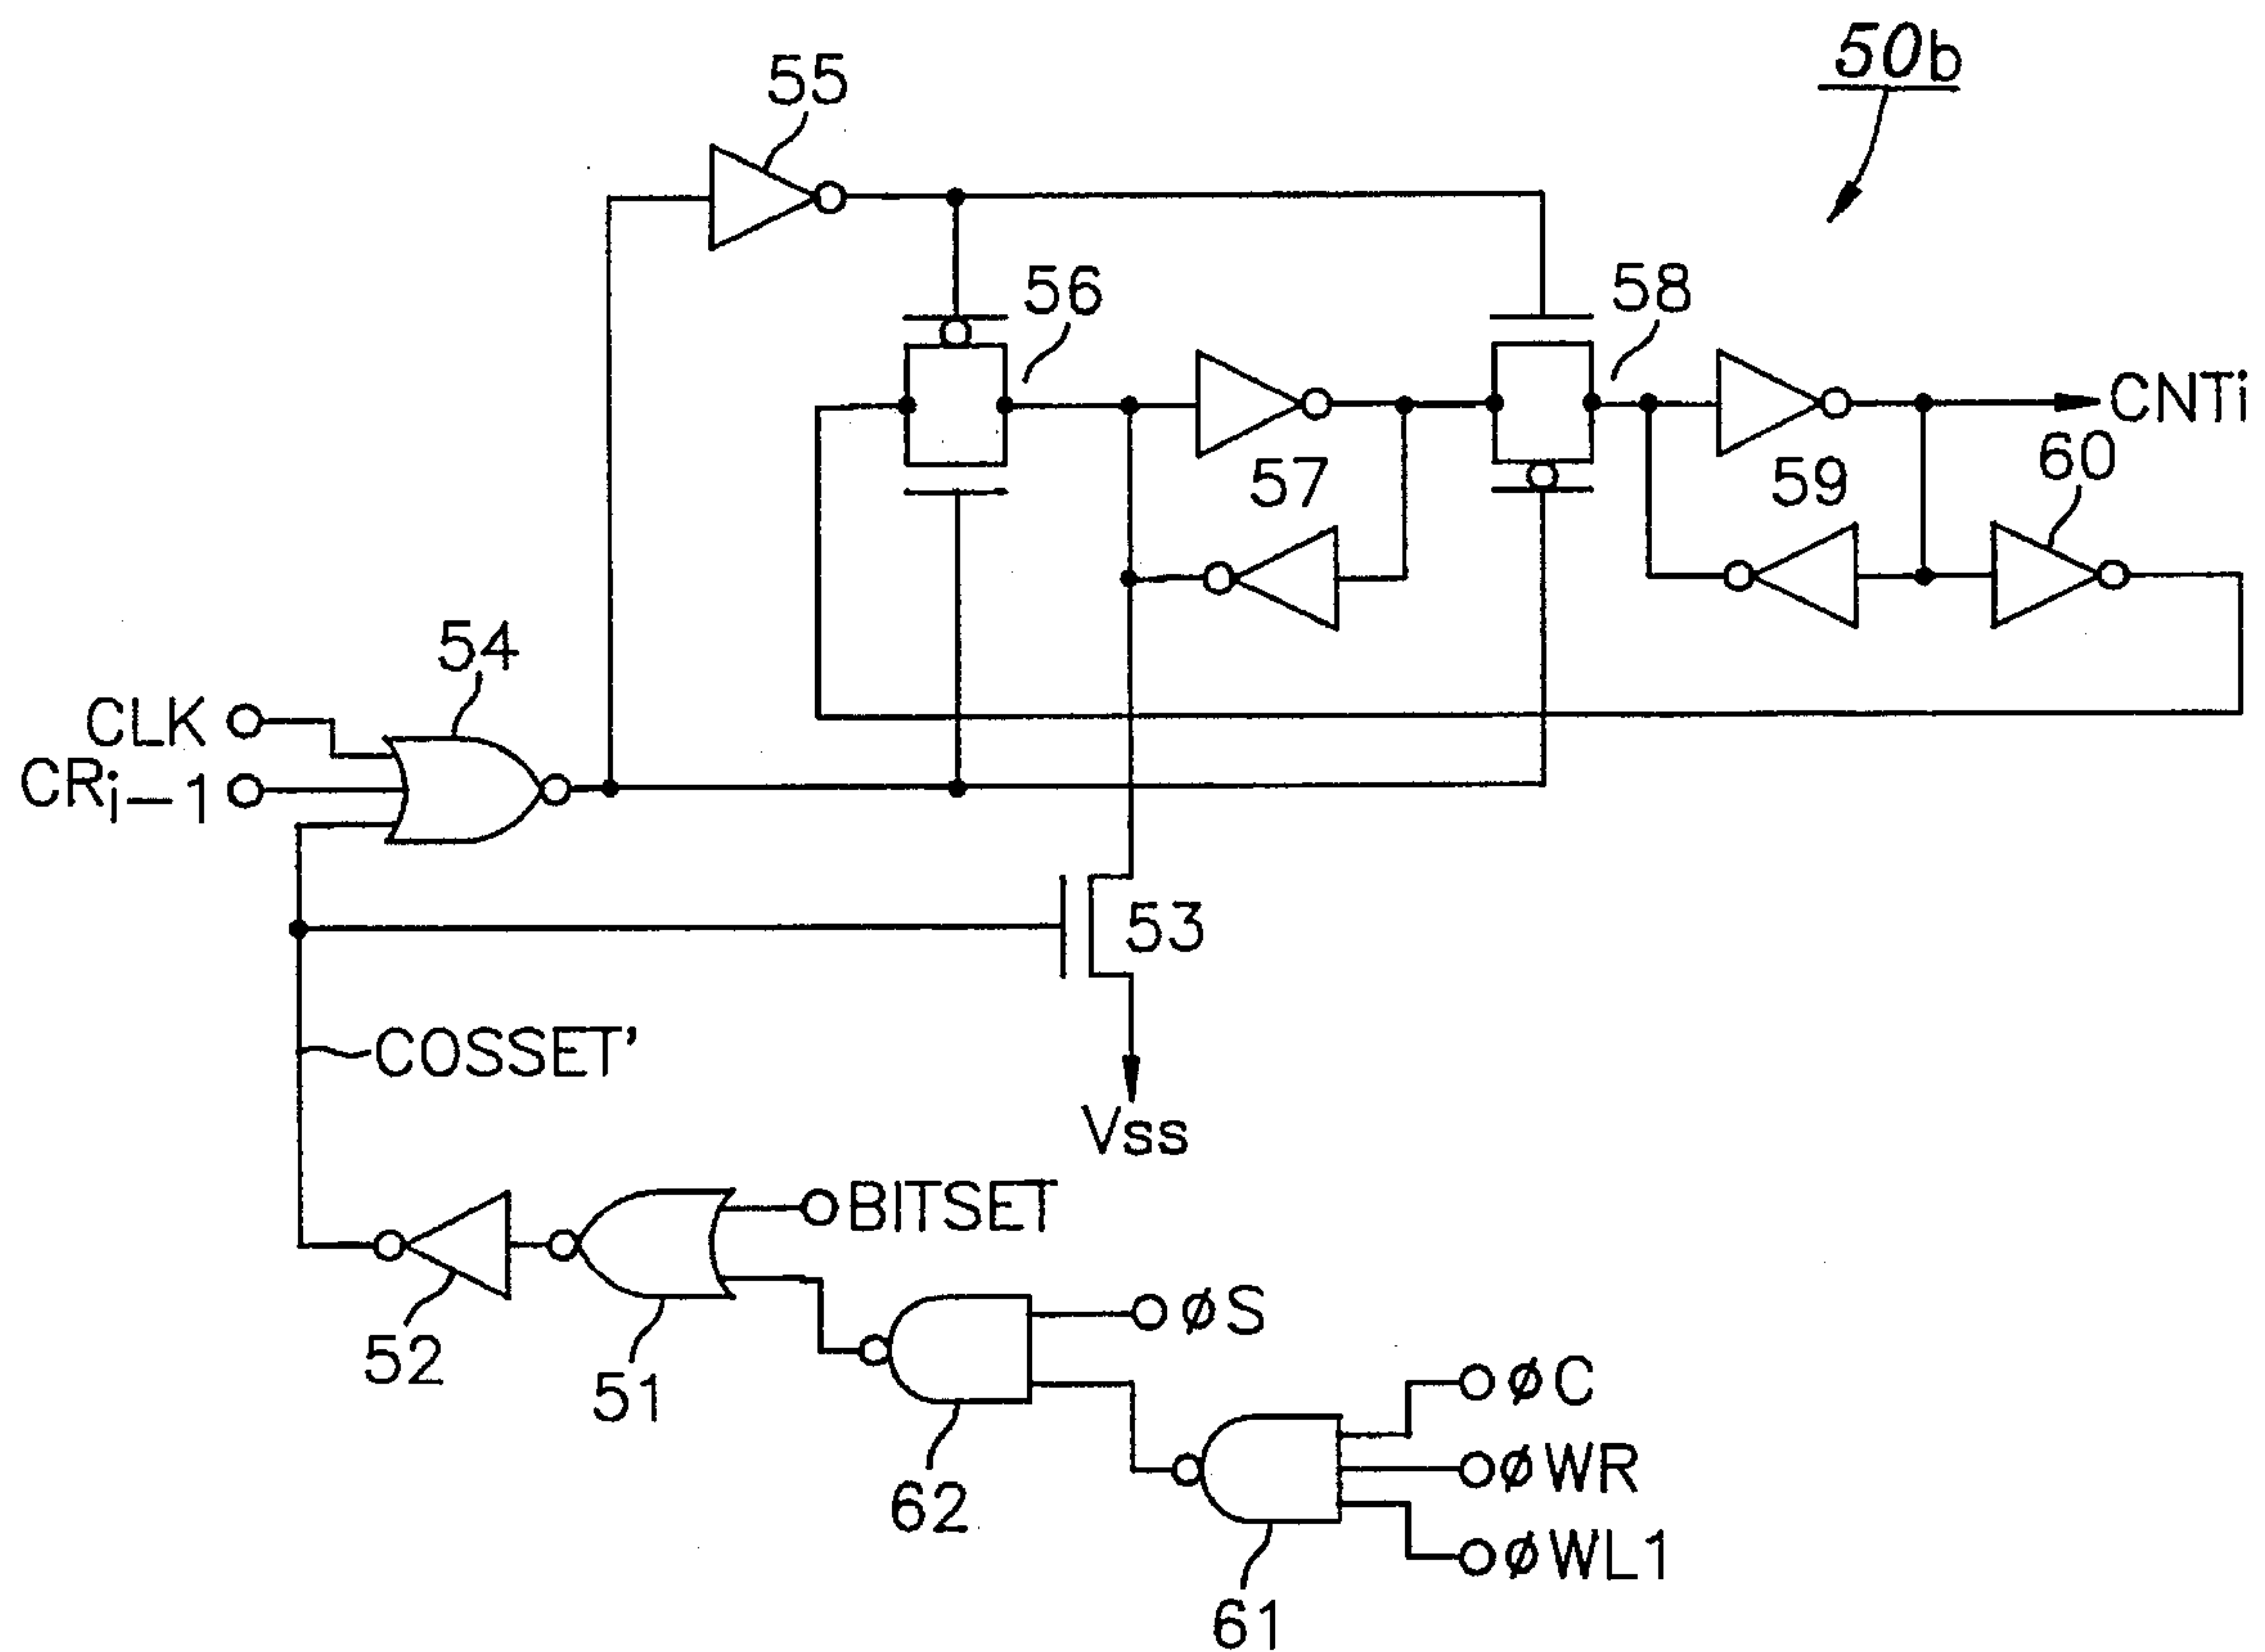 50b
55
56
58
CNTi
57
59
60
54
CLK
CRi-1
53
COSSET'
Vss
BITSET
52
51
øS
øC
62
øWR
øWL1
61